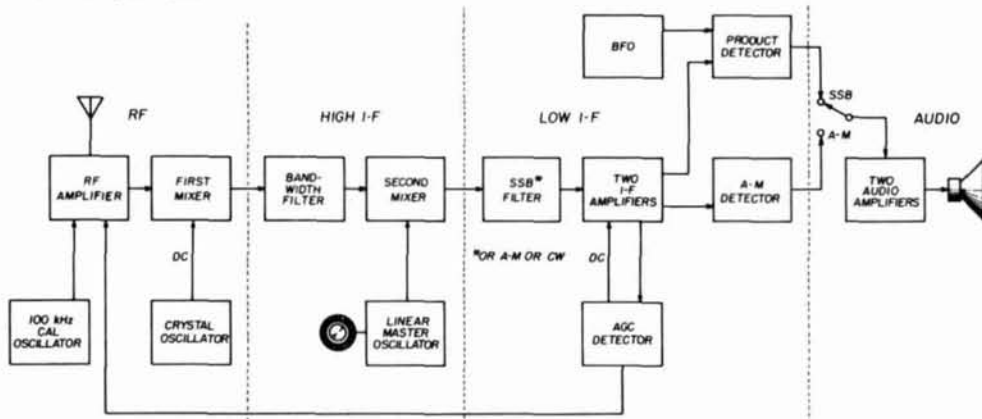 RF
HIGH I-F
LOW I-F
AUDIO
BFO
PRODUCT
DETECTOR
SSB
A-M
RF
AMPLIFIER
FIRST
MIXER
BAND-
WIDTH
FILTER
SECOND
MIXER
SSB*
FILTER
TWO
I-F
AMPLIFIERS
A-M
DETECTOR
TWO
AUDIO
AMPLIFIERS
DC
*OR A-M OR CW
DC
100 kHz
CAL
OSCILLATOR
CRYSTAL
OSCILLATOR
LINEAR
MASTER
OSCILLATOR
AGC
DETECTOR